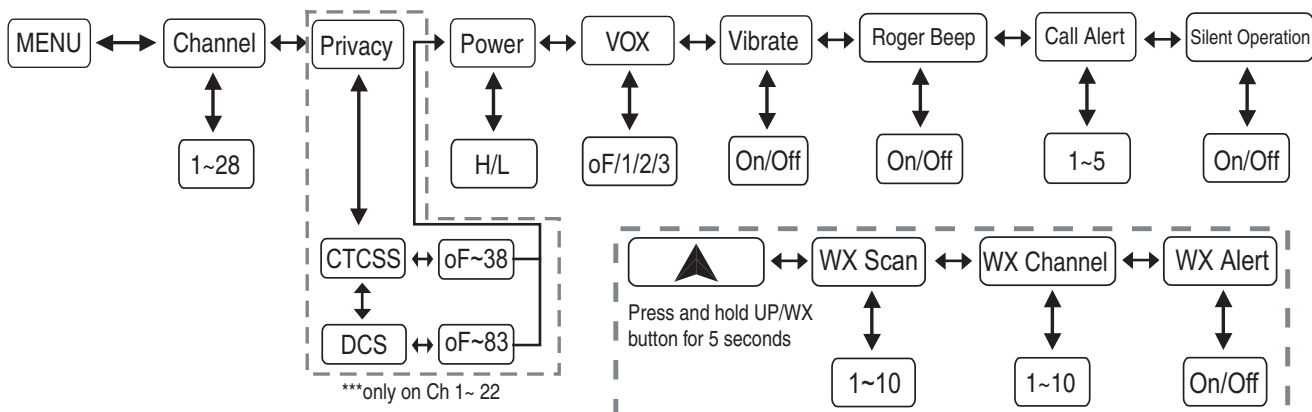 MENU
Channel
Privacy
Power
VOX
Vibrate
Roger Beep
Call Alert
Silent Operation
1~28
H/L
oF/1/2/3
On/Off
On/Off
1~5
On/Off
CTCSS
oF~38
DCS
oF~83
***only on Ch 1~ 22
WX Scan
WX Channel
WX Alert
Press and hold UP/WX
button for 5 seconds
1~10
1~10
On/Off